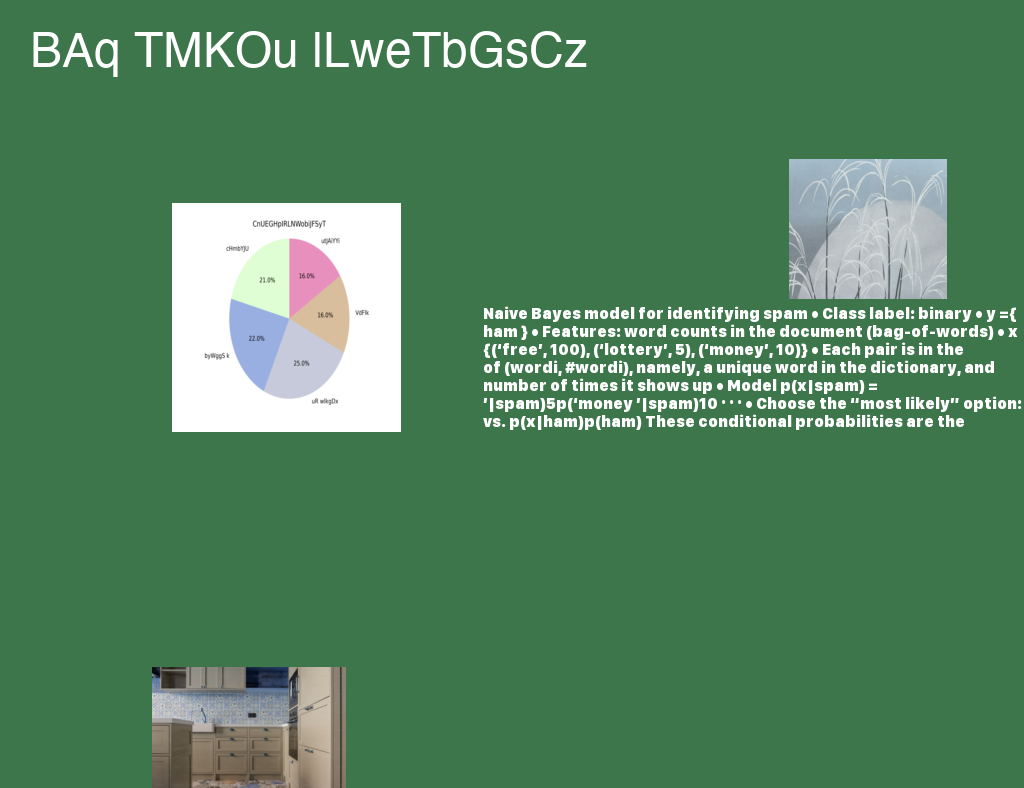 BAq TMKOu lLweTbGsCz
CnUEGHpIRLNWobiJFSyT
cHmbYJU
utJAiYYi
21.0%
16.0%
16.0%
VdFlk
22.0%
byWggS k
25.0%
uR wlkgDx
Naive Bayes model for identifying spam • Class label: binary • y ={
ham } • Features: word counts in the document (bag-of-words) • x
{(‘free’, 100), (‘lottery’, 5), (‘money’, 10)} • Each pair is in the
of (wordi, #wordi), namely, a unique word in the dictionary, and
number of times it shows up • Model p(x|spam) =
’|spam)5p(‘money ’|spam)10 · · · • Choose the “most likely” option:
vs. p(x|ham)p(ham) These conditional probabilities are the